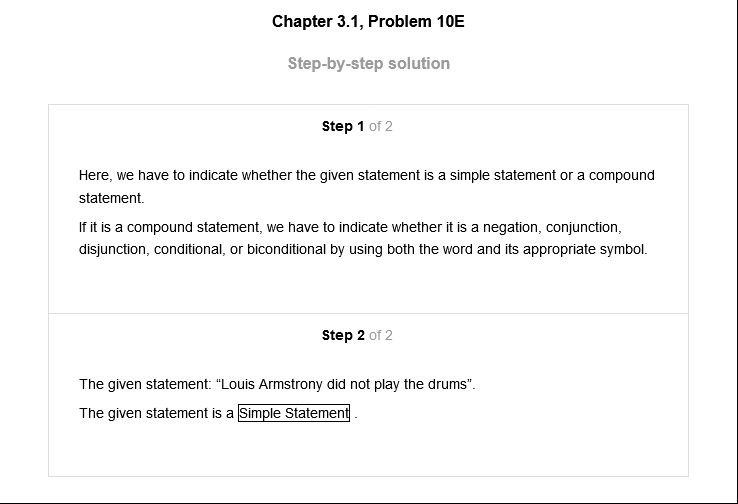 Chapter 3.1, Problem 10E
Step-by-step solution
Step 1 of 2
Here, we have to indicate whether the given statement is a simple statement or a compound
statement.
If it is a compound statement, we have to indicate whether it is a negation, conjunction,
disjunction, conditional, or biconditional by using both the word and its appropriate symbol.
Step 2 of 2
The given statement: “Louis Armstrony did not play the drums”.
The given statement is a Simple Statement .